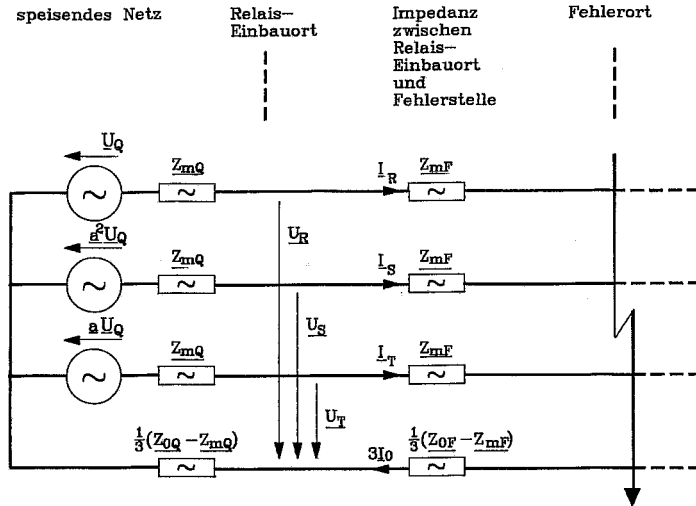 speisendes Netz
Relais-
Einbauort
Impedanz
zwischen
Relais-
Einbauort
und
Fehlerstelle
Fehlerort
U_Q
Z_mQ
I_R
Z_mF
a²U_Q
Z_mQ
U_R
I_S
Z_mF
aU_Q
Z_mQ
U_S
I_T
Z_mF
U_T
⅓(Z_0Q - Z_mQ)
3I_0
⅓(Z_0F - Z_mF)